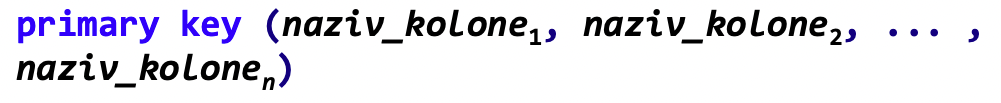 primary key (naziv_kolone₁, naziv_kolone₂, ... ,
naziv_koloneₙ)